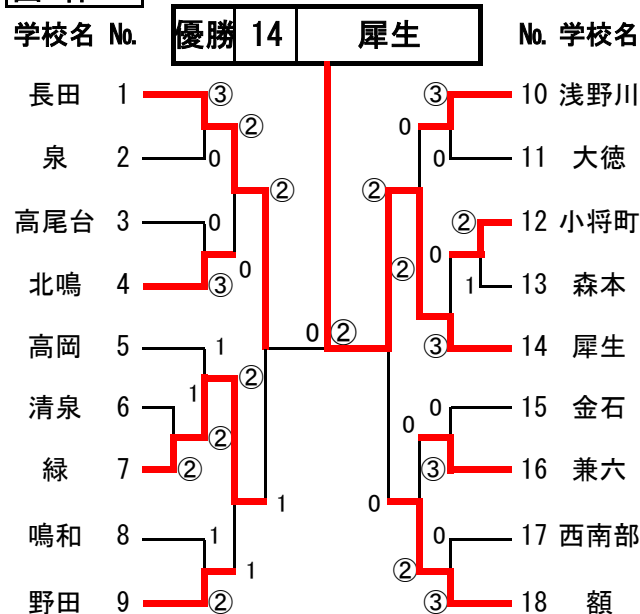 優勝 14 犀生
学校名 No. No. 学校名
長田 1 ③ ③ 10 浅野川
② 0
泉 2 0 0 11 大徳
② ②
高尾台 3 0 ② 12 小将町
0 ② 0
北鳴 4 ③ 1 13 森本
0 ②
高岡 5 1 ③ 14 犀生
②
清泉 6 1 0 15 金石
② 0
緑 7 ② ③ 16 兼六
1 0
鳴和 8 1 0 17 西南部
1 ②
野田 9 ② ③ 18 額